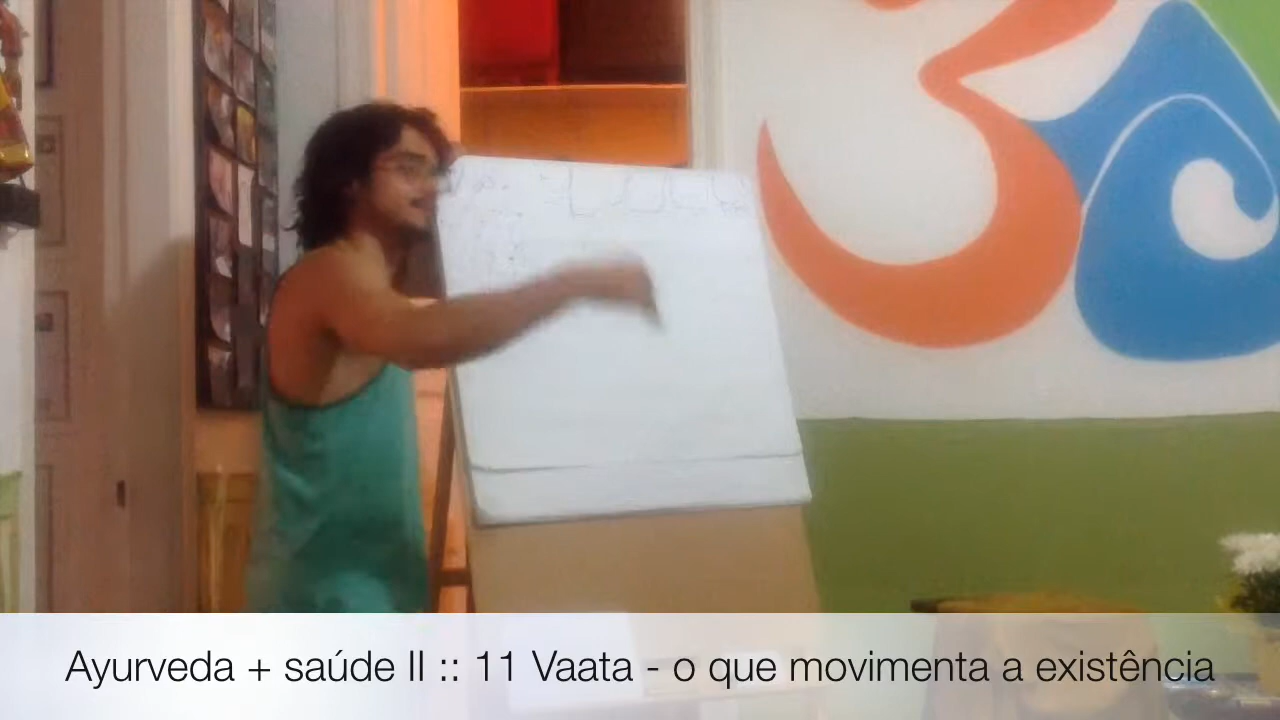 Ayurveda + saúde II :: 11 Vaata - o que movimenta a existência